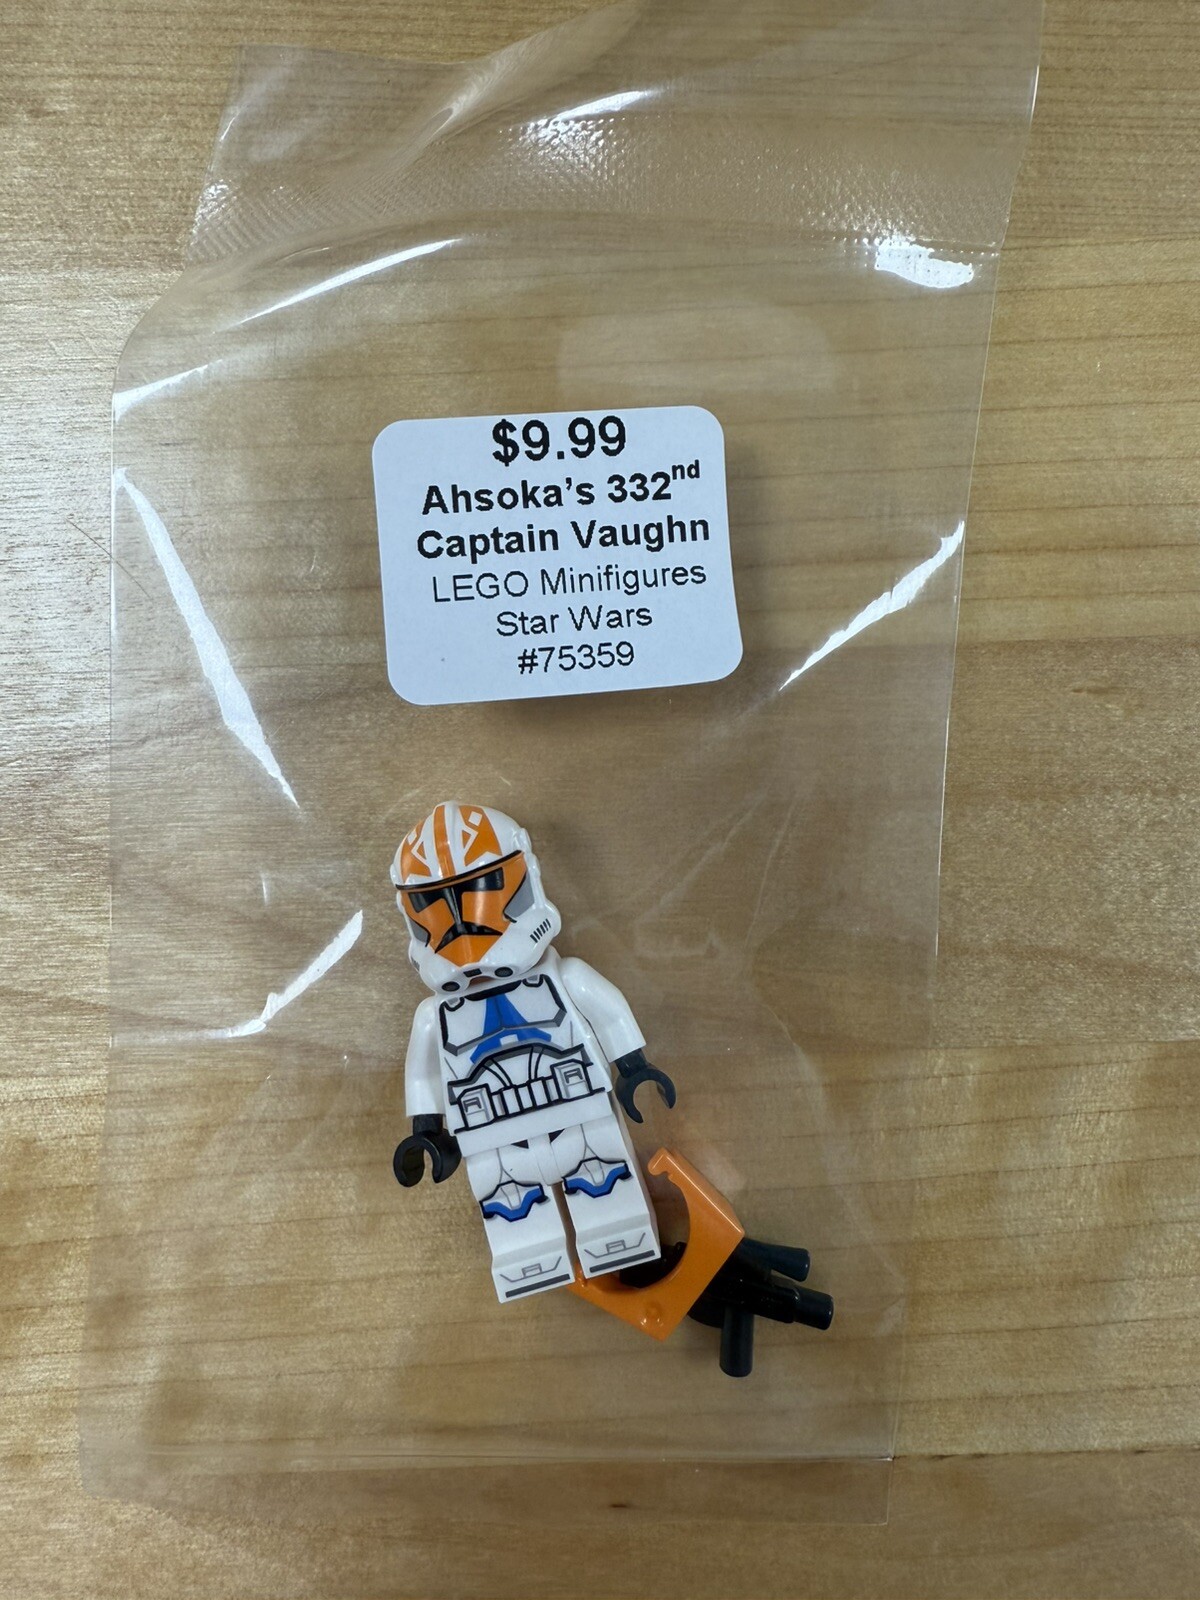 $9.99
Ahsoka’s 332nd
Captain Vaughn
LEGO Minifigures
Star Wars
#75359